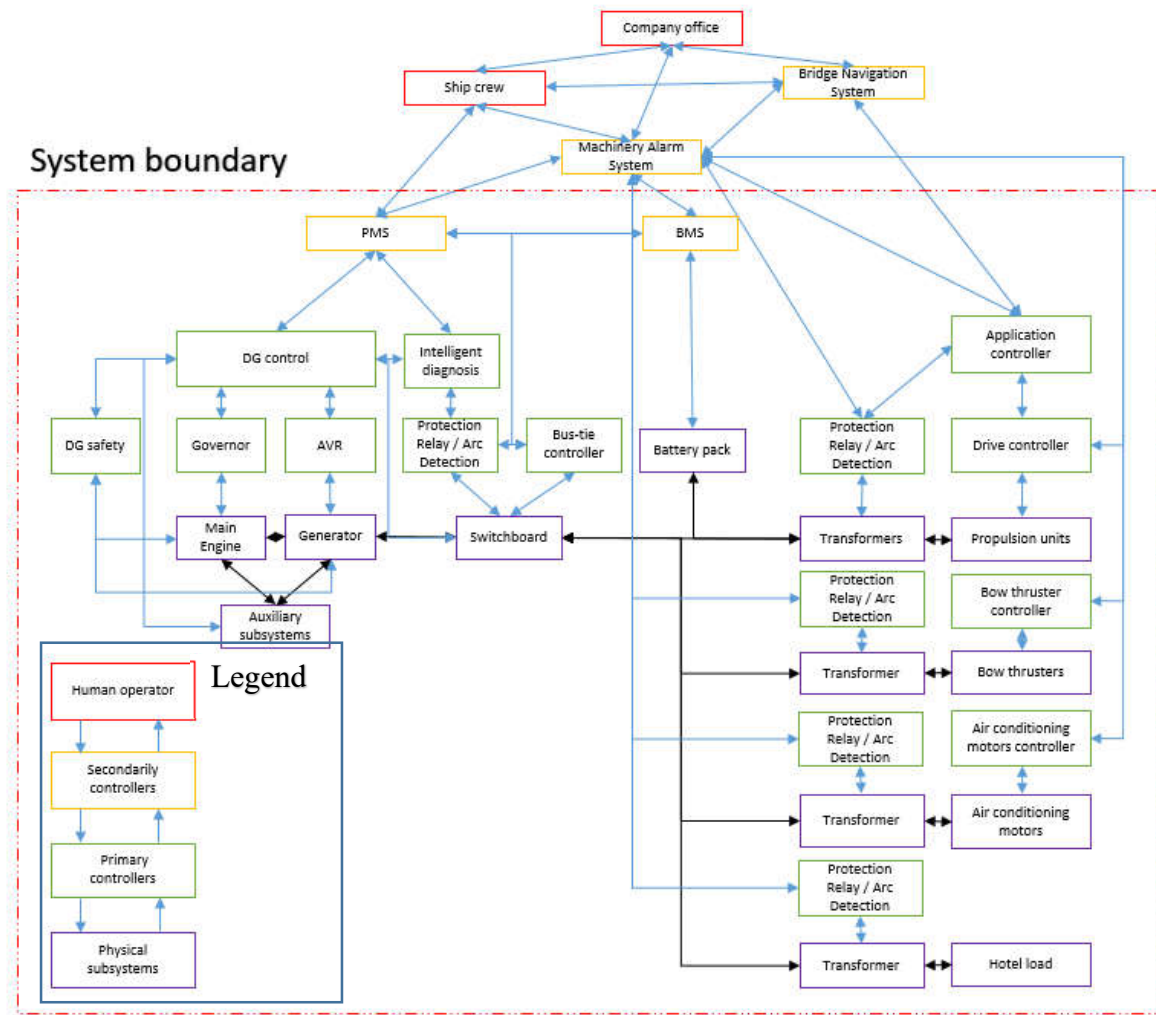 Company office
Ship crew
Bridge Navigation
System
Machinery Alarm
System
System boundary
PMS
BMS
DG control
Intelligent
diagnosis
Application
controller
DG safety
Governor
AVR
Protection
Relay / Arc
Detection
Bus-tie
controller
Battery pack
Protection
Relay / Arc
Detection
Drive controller
Main
Engine
Generator
Switchboard
Transformers
Propulsion units
Protection
Relay / Arc
Detection
Bow thruster
controller
Auxiliary
subsystems
Transformer
Bow thrusters
Legend
Human operator
Secondarily
controllers
Primary
controllers
Physical
subsystems
Protection
Relay / Arc
Detection
Air conditioning
motors controller
Transformer
Air conditioning
motors
Protection
Relay / Arc
Detection
Transformer
Hotel load